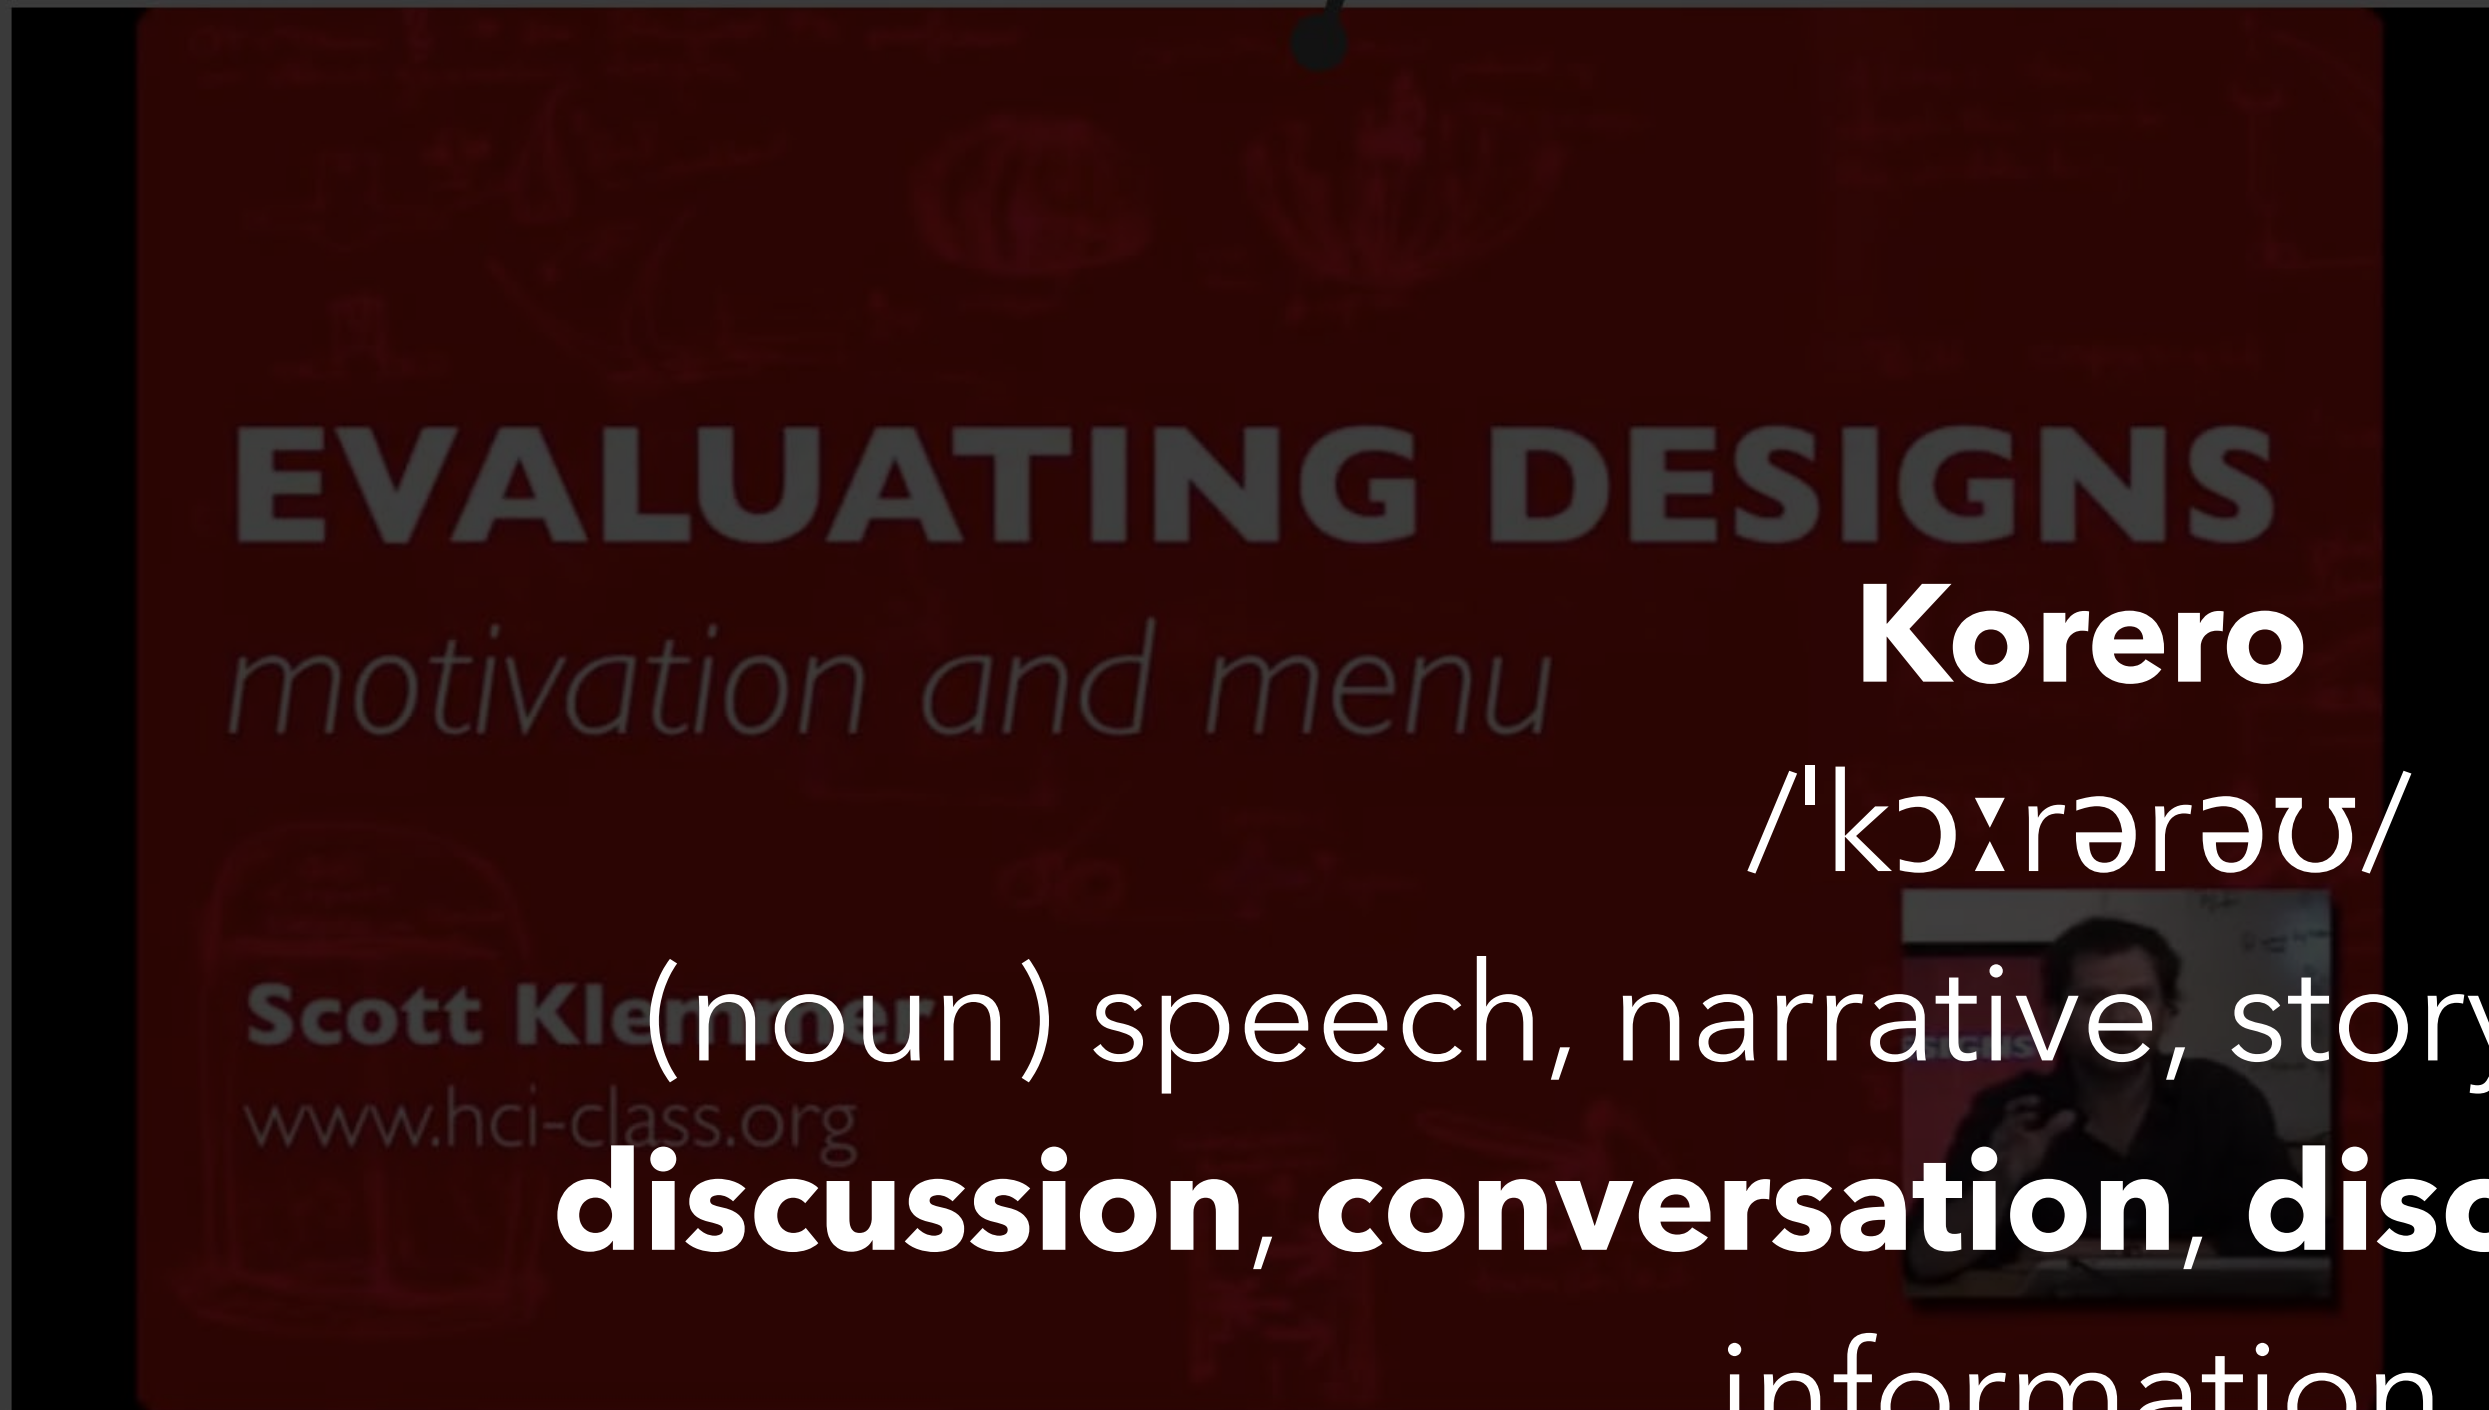 EVALUATING DESIGNS
motivation and menu
Scott Klemmer
www.hci-class.org
Korero
/ˈkɔːrərəʊ/
(noun) speech, narrative, story
discussion, conversation, disc
information